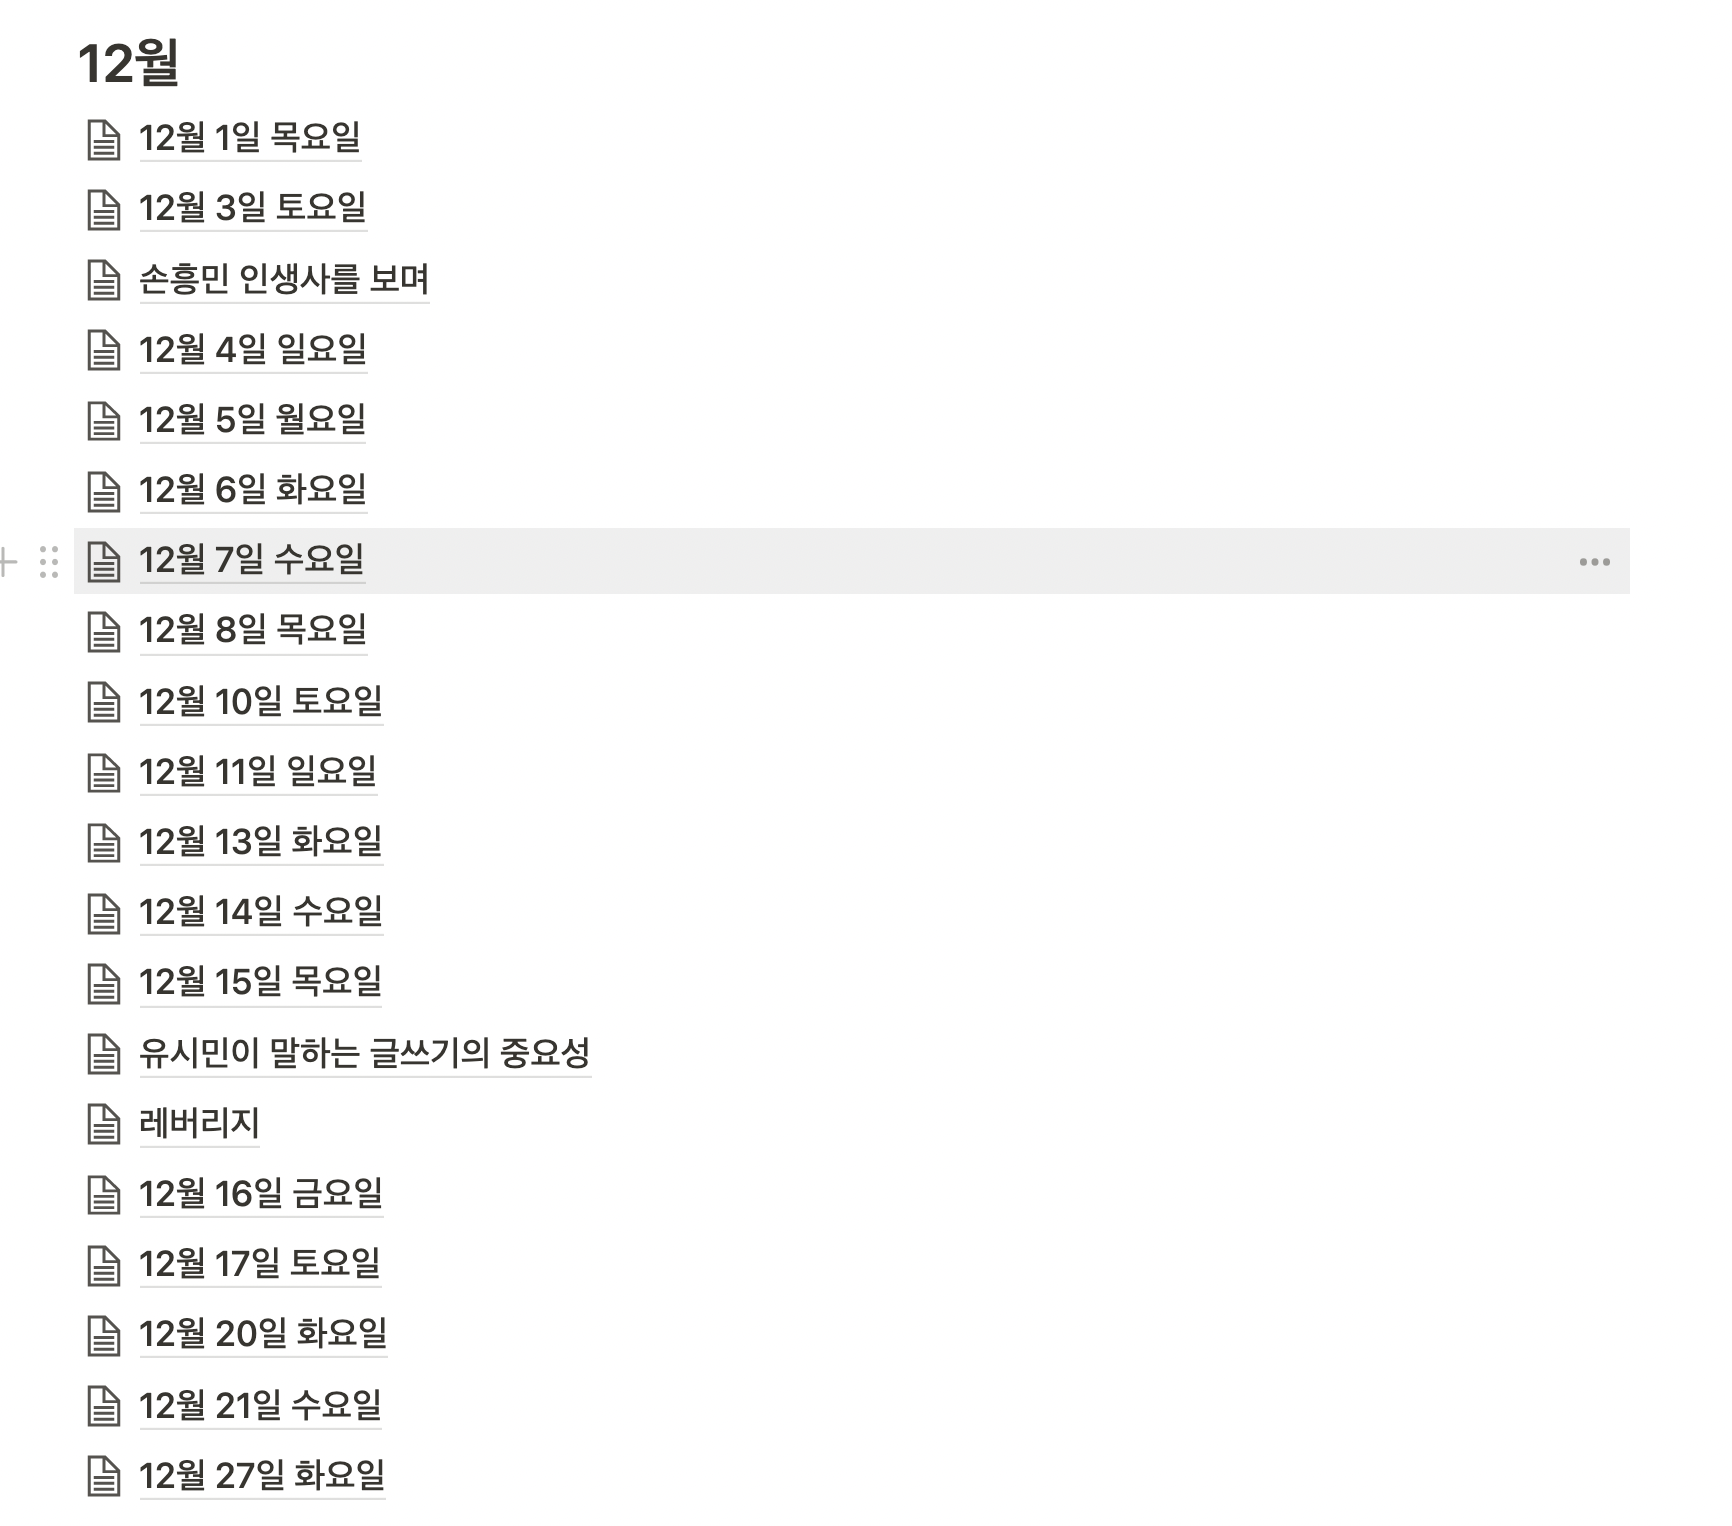 12월
12월 1일 목요일
12월 3일 토요일
손흥민 인생사를 보며
12월 4일 일요일
12월 5일 월요일
12월 6일 화요일
12월 7일 수요일
12월 8일 목요일
12월 10일 토요일
12월 11일 일요일
12월 13일 화요일
12월 14일 수요일
12월 15일 목요일
유시민이 말하는 글쓰기의 중요성
레버리지
12월 16일 금요일
12월 17일 토요일
12월 20일 화요일
12월 21일 수요일
12월 27일 화요일